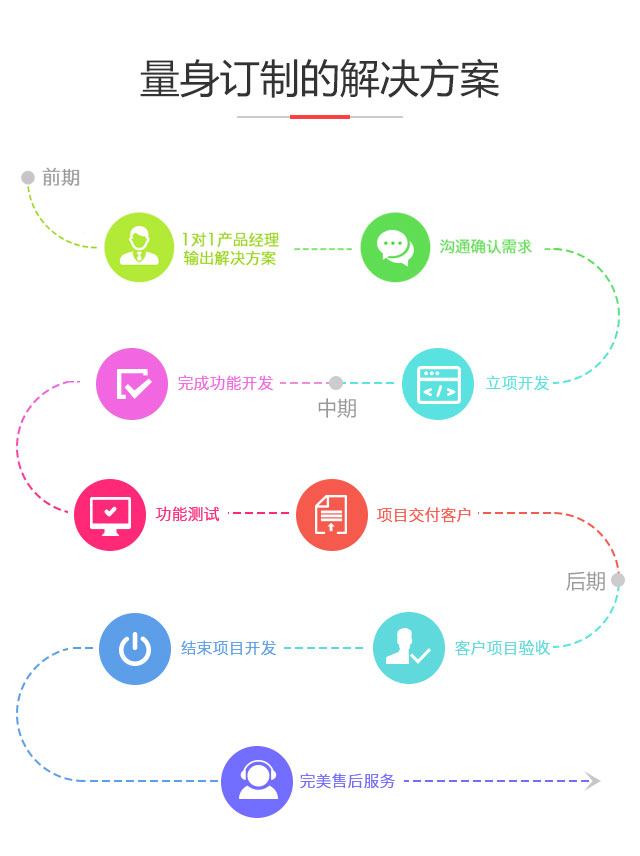 量身订制的解决方案
前期
1对1产品经理
输出解决方案
沟通确认需求
立项开发
中期
完成功能开发
功能测试
项目交付客户
后期
客户项目验收
结束项目开发
完美售后服务